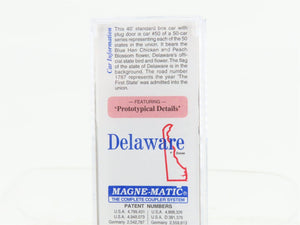 Car Information
This 40' standard box car with
plug door is car #50 of a 50-car
series representing each of the 50
states in the union. It bears the
Blue Hen Chicken and Peach
Blossom flower, Delaware's offi-
cial state bird and flower. The flag
of the state of Delaware is in the
background. The road number
1787 represents the year "The
First State" was admitted into the
union.
— FEATURING —
"Prototypical Details"
Delaware
MAGNE-MATIC®
THE COMPLETE COUPLER SYSTEM
PATENT NUMBERS